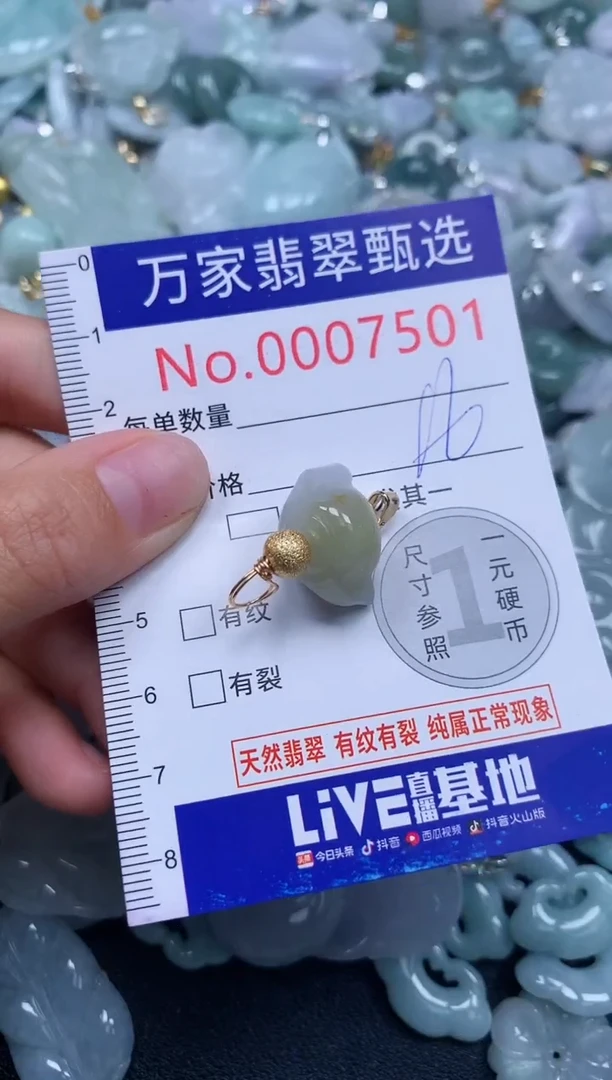 万家翡翠甄选
No.0007501
0
1
2
每单数量
价格
其一
5
有纹
尺寸参照
1
一元硬币
6
有裂
天然翡翠 有纹有裂 纯属正常现象
7
LiVE直播基地
今日头条 抖音 西瓜视频 抖音火山版
8